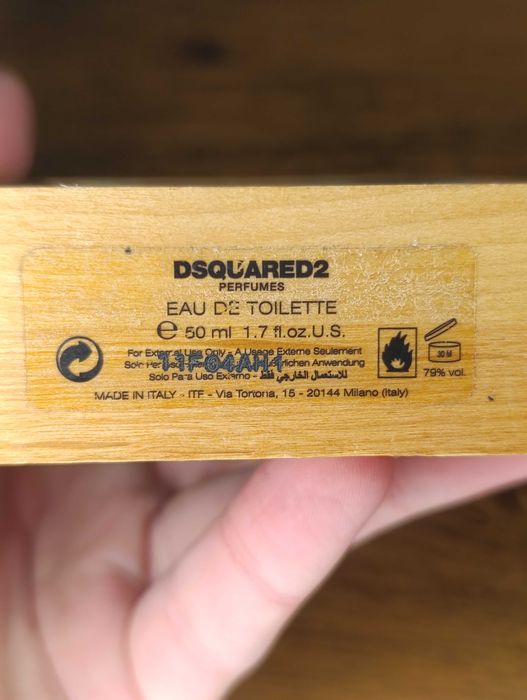 DSQUARED2
PERFUMES
EAU DE TOILETTE
℮ 50 ml 1.7 fl.oz.U.S.
For External Use Only - A Usage Externe Seulement
11F04AH1
Solo Para Uso Externo - للاستعمال الخارجي فقط
MADE IN ITALY - ITF - Via Tortona, 15 - 20144 Milano (Italy)
30 M
79% vol.